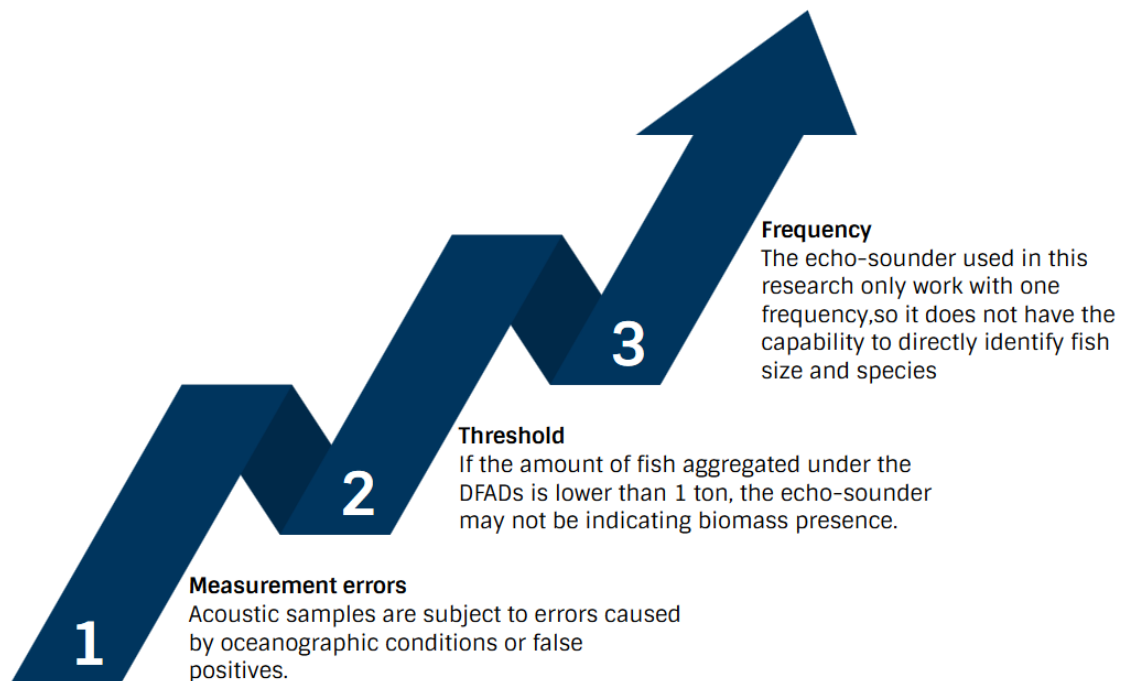 1
Measurement errors
Acoustic samples are subject to errors caused
by oceanographic conditions or false
positives.
2
Threshold
If the amount of fish aggregated under the
DFADs is lower than 1 ton, the echo-sounder
may not be indicating biomass presence.
3
Frequency
The echo-sounder used in this
research only work with one
frequency,so it does not have the
capability to directly identify fish
size and species